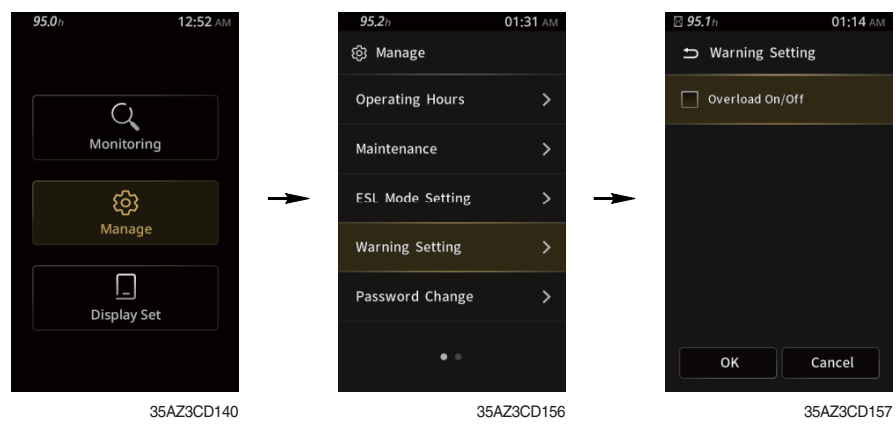 95.0h 12:52 AM
Monitoring
Manage
Display Set
35AZ3CD140
95.2h 01:31 AM
Manage
Operating Hours
Maintenance
ESL Mode Setting
Warning Setting
Password Change
35AZ3CD156
95.1h 01:14 AM
Warning Setting
Overload On/Off
OK Cancel
35AZ3CD157